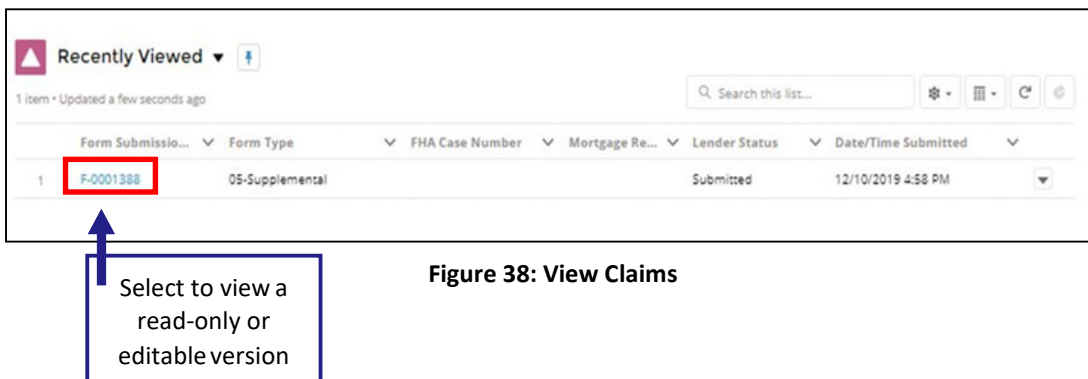 Recently Viewed
1 item • Updated a few seconds ago
Search this list...
Form Submissio... Form Type FHA Case Number Mortgage Re... Lender Status Date/Time Submitted
1 F-0001388 05-Supplemental Submitted 12/10/2019 4:58 PM
Figure 38: View Claims
Select to view a
read-only or
editable version